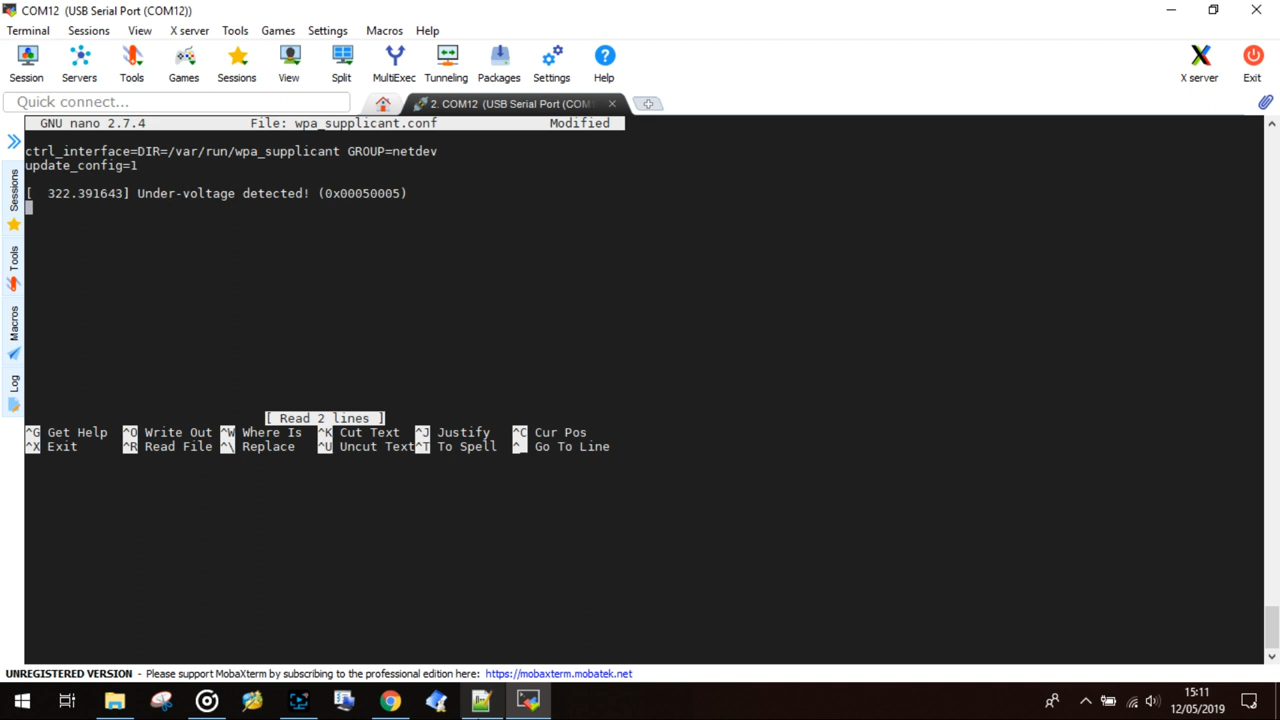 COM12 (USB Serial Port (COM12))
Terminal Sessions View X server Tools Games Settings Macros Help
Session Servers Tools Games Sessions View Split MultiExec Tunneling Packages Settings Help X server Exit
Quick connect...
2. COM12 (USB Serial Port (COM
GNU nano 2.7.4 File: wpa_supplicant.conf Modified
ctrl_interface=DIR=/var/run/wpa_supplicant GROUP=netdev
update_config=1
[ 322.391643] Under-voltage detected! (0x00050005)
Sessions
Tools
Macros
Log
[ Read 2 lines ]
^G Get Help ^O Write Out ^W Where Is ^K Cut Text ^J Justify ^C Cur Pos
^X Exit ^R Read File ^\ Replace ^U Uncut Text ^T To Spell ^_ Go To Line
UNREGISTERED VERSION - Please support MobaXterm by subscribing to the professional edition here: https://mobaxterm.mobatek.net
15:11
12/05/2019